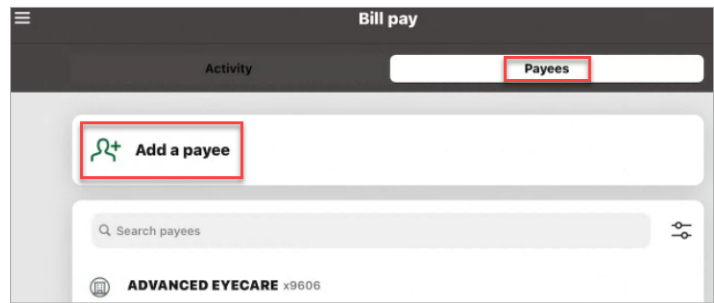 Bill pay
Activity Payees
Add a payee
Search payees
ADVANCED EYECARE x9606